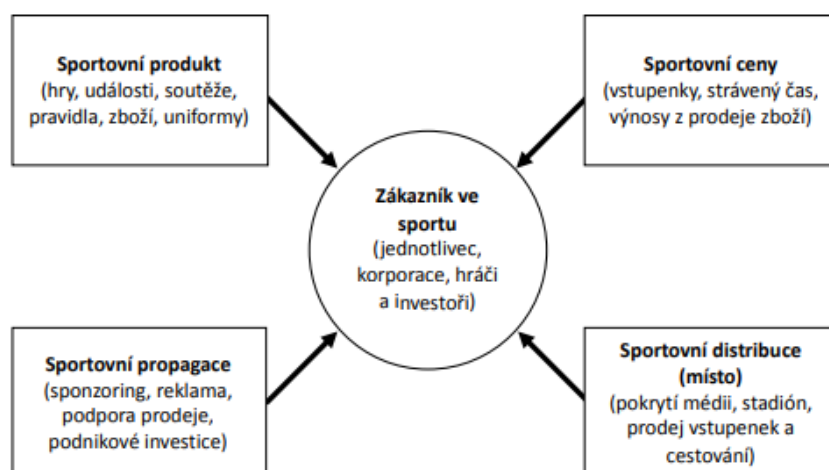 Sportovní produkt
(hry, události, soutěže,
pravidla, zboží, uniformy)
Sportovní ceny
(vstupenky, strávený čas,
výnosy z prodeje zboží)
Zákazník ve
sportu
(jednotlivec,
korporace, hráči
a investoři)
Sportovní propagace
(sponzoring, reklama,
podpora prodeje,
podnikové investice)
Sportovní distribuce
(místo)
(pokrytí médii, stadión,
prodej vstupenek a
cestování)